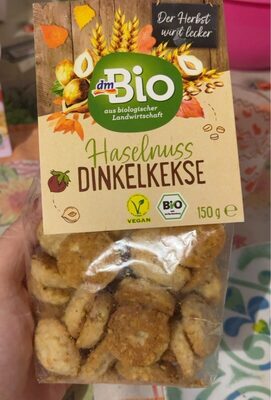 Der Herbst
wird lecker
dm
Bio
aus biologischer
Landwirtschaft
Haselnuss
DINKELKEKSE
VEGAN
BIO
150 g e